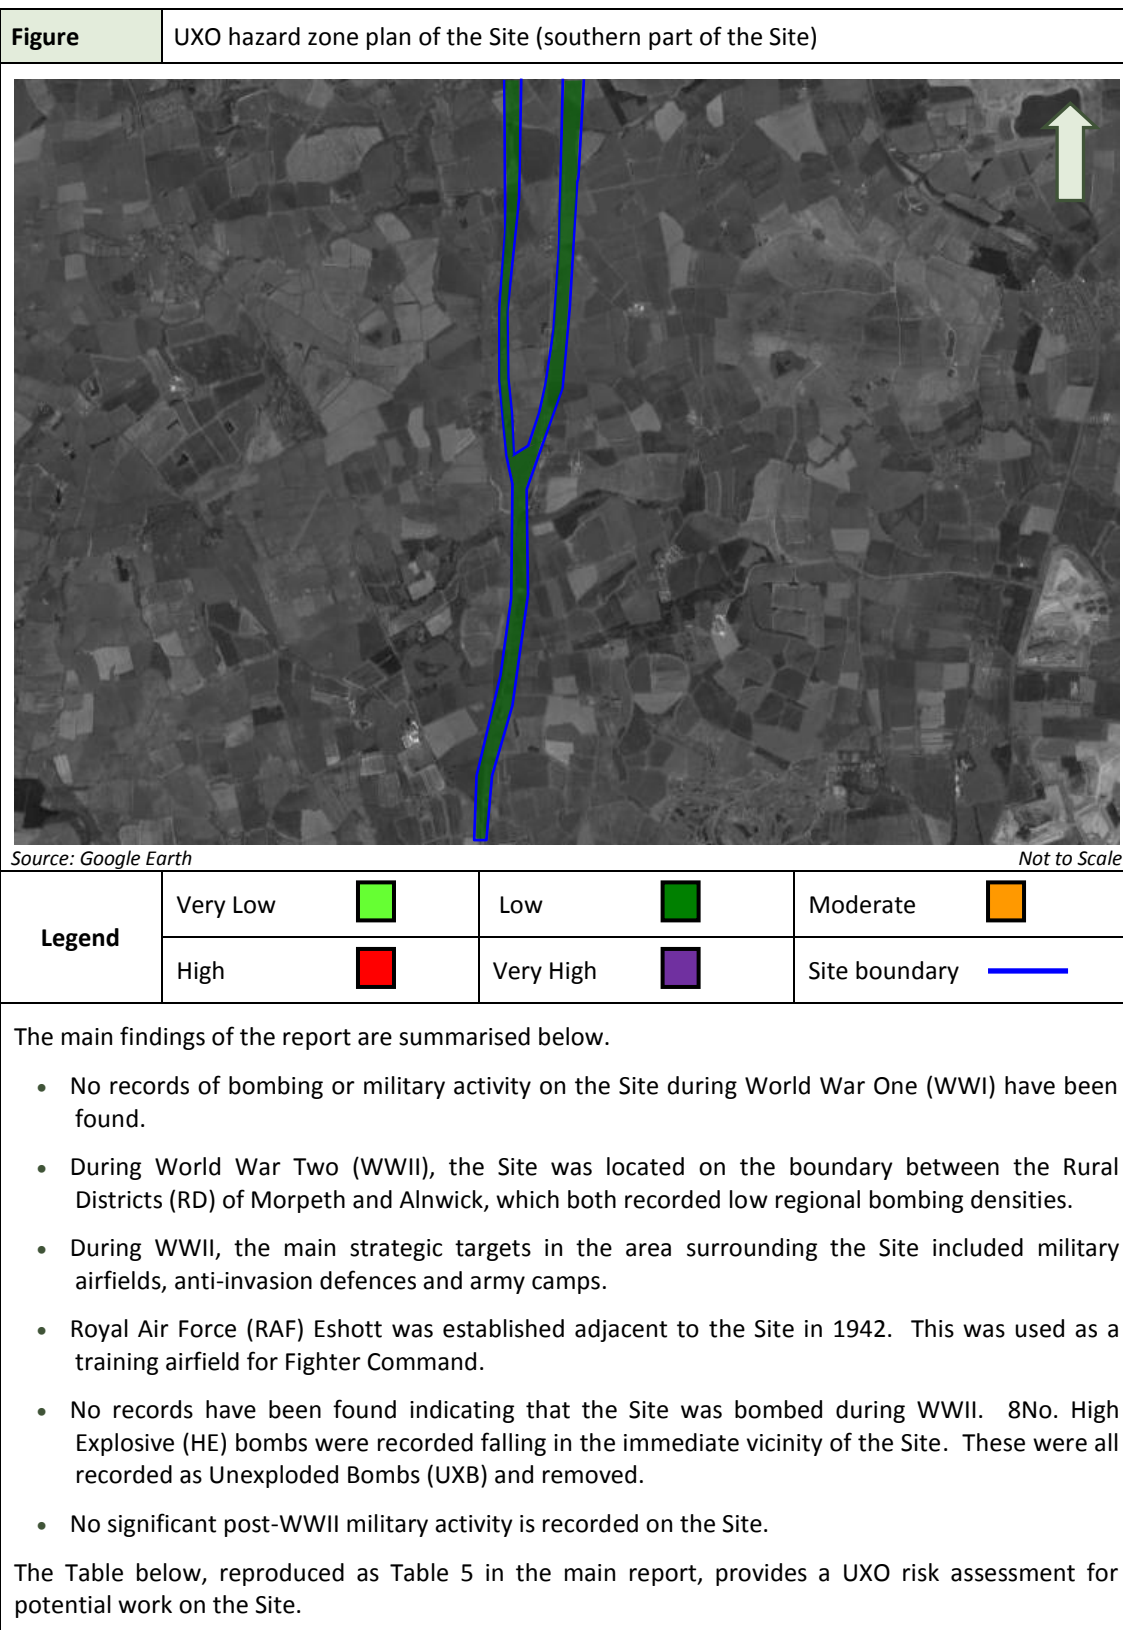 Figure UXO hazard zone plan of the Site (southern part of the Site)
Source: Google Earth Not to Scale
Legend
Very Low Low Moderate
High Very High Site boundary
The main findings of the report are summarised below.
• No records of bombing or military activity on the Site during World War One (WWI) have been
found.
• During World War Two (WWII), the Site was located on the boundary between the Rural
Districts (RD) of Morpeth and Alnwick, which both recorded low regional bombing densities.
• During WWII, the main strategic targets in the area surrounding the Site included military
airfields, anti-invasion defences and army camps.
• Royal Air Force (RAF) Eshott was established adjacent to the Site in 1942. This was used as a
training airfield for Fighter Command.
• No records have been found indicating that the Site was bombed during WWII. 8No. High
Explosive (HE) bombs were recorded falling in the immediate vicinity of the Site. These were all
recorded as Unexploded Bombs (UXB) and removed.
• No significant post-WWII military activity is recorded on the Site.
The Table below, reproduced as Table 5 in the main report, provides a UXO risk assessment for
potential work on the Site.